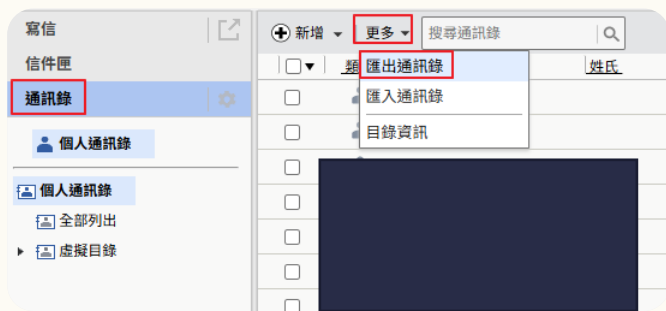 寫信
信件匣
通訊錄
個人通訊錄
個人通訊錄
全部列出
虛擬目錄
新增 更多 搜尋通訊錄
類 姓氏
匯出通訊錄
匯入通訊錄
目錄資訊